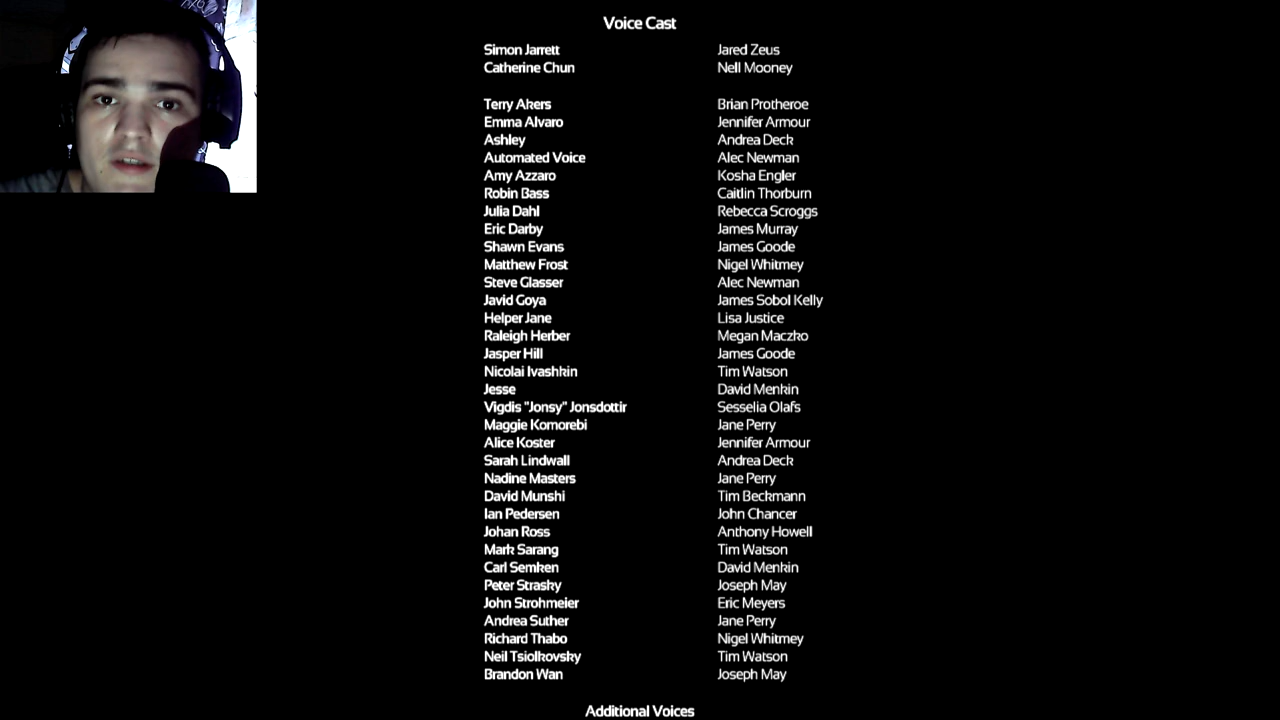 Voice Cast
Simon Jarrett Jared Zeus
Catherine Chun Nell Mooney
Terry Akers Brian Protheroe
Emma Alvaro Jennifer Armour
Ashley Andrea Deck
Automated Voice Alec Newman
Amy Azzaro Kosha Engler
Robin Bass Caitlin Thorburn
Julia Dahl Rebecca Scroggs
Eric Darby James Murray
Shawn Evans James Goode
Matthew Frost Nigel Whitmey
Steve Glasser Alec Newman
Javid Goya James Sobol Kelly
Helper Jane Lisa Justice
Raleigh Herber Megan Maczko
Jasper Hill James Goode
Nicolai Ivashkin Tim Watson
Jesse David Menkin
Vigdis "Jonsy" Jonsdottir Sesselia Olafs
Maggie Komorebi Jane Perry
Alice Koster Jennifer Armour
Sarah Lindwall Andrea Deck
Nadine Masters Jane Perry
David Munshi Tim Beckmann
Ian Pedersen John Chancer
Johan Ross Anthony Howell
Mark Sarang Tim Watson
Carl Semken David Menkin
Peter Strasky Joseph May
John Strohmeier Eric Meyers
Andrea Suther Jane Perry
Richard Thabo Nigel Whitmey
Neil Tsiolkovsky Tim Watson
Brandon Wan Joseph May
Additional Voices